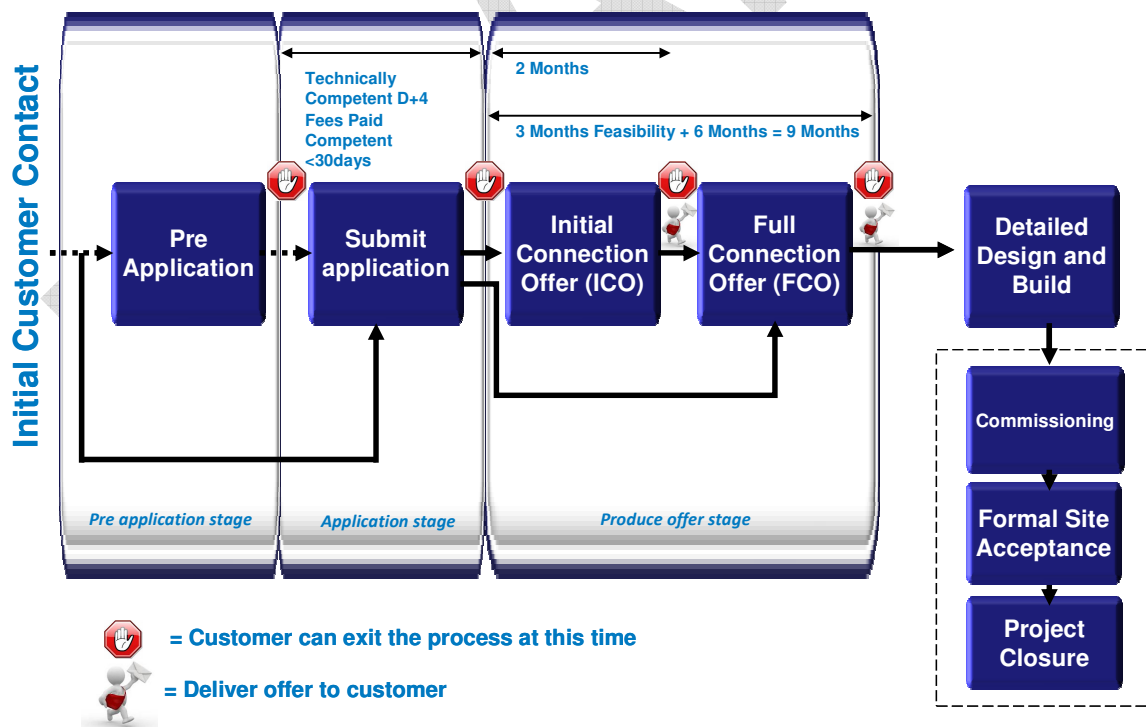 Initial Customer Contact
Technically
Competent D+4
Fees Paid
Competent
<30days
2 Months
3 Months Feasibility + 6 Months = 9 Months
Pre
Application
Submit
application
Initial
Connection
Offer (ICO)
Full
Connection
Offer (FCO)
Detailed
Design and
Build
Commissioning
Formal Site
Acceptance
Project
Closure
Pre application stage
Application stage
Produce offer stage
= Customer can exit the process at this time
= Deliver offer to customer